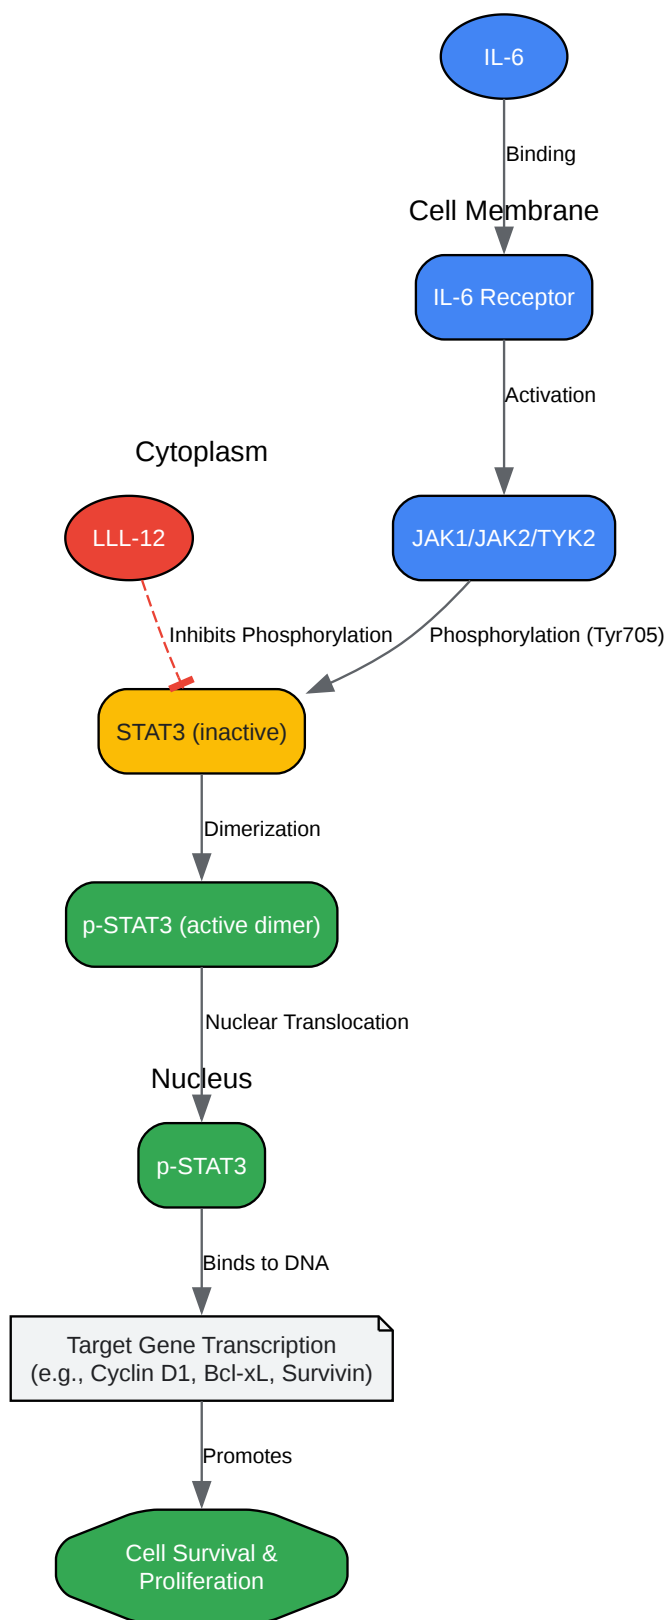 IL-6
Binding
Cell Membrane
IL-6 Receptor
Activation
Cytoplasm
LLL-12
JAK1/JAK2/TYK2
Inhibits Phosphorylation
Phosphorylation (Tyr705)
STAT3 (inactive)
Dimerization
p-STAT3 (active dimer)
Nuclear Translocation
Nucleus
p-STAT3
Binds to DNA
Target Gene Transcription
(e.g., Cyclin D1, Bcl-xL, Survivin)
Promotes
Cell Survival &
Proliferation